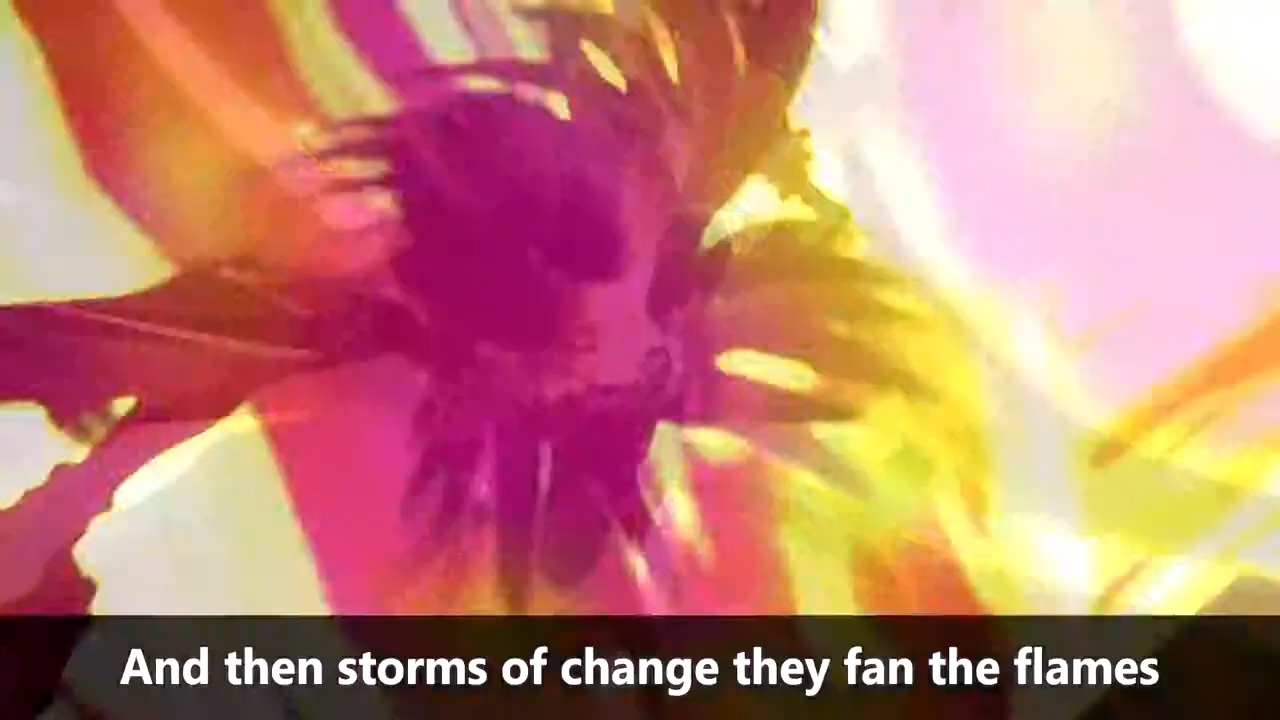 And then storms of change they fan the flames